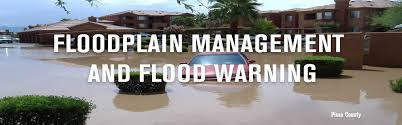 FLOODPLAIN MANAGEMENT
AND FLOOD WARNING
Pima County